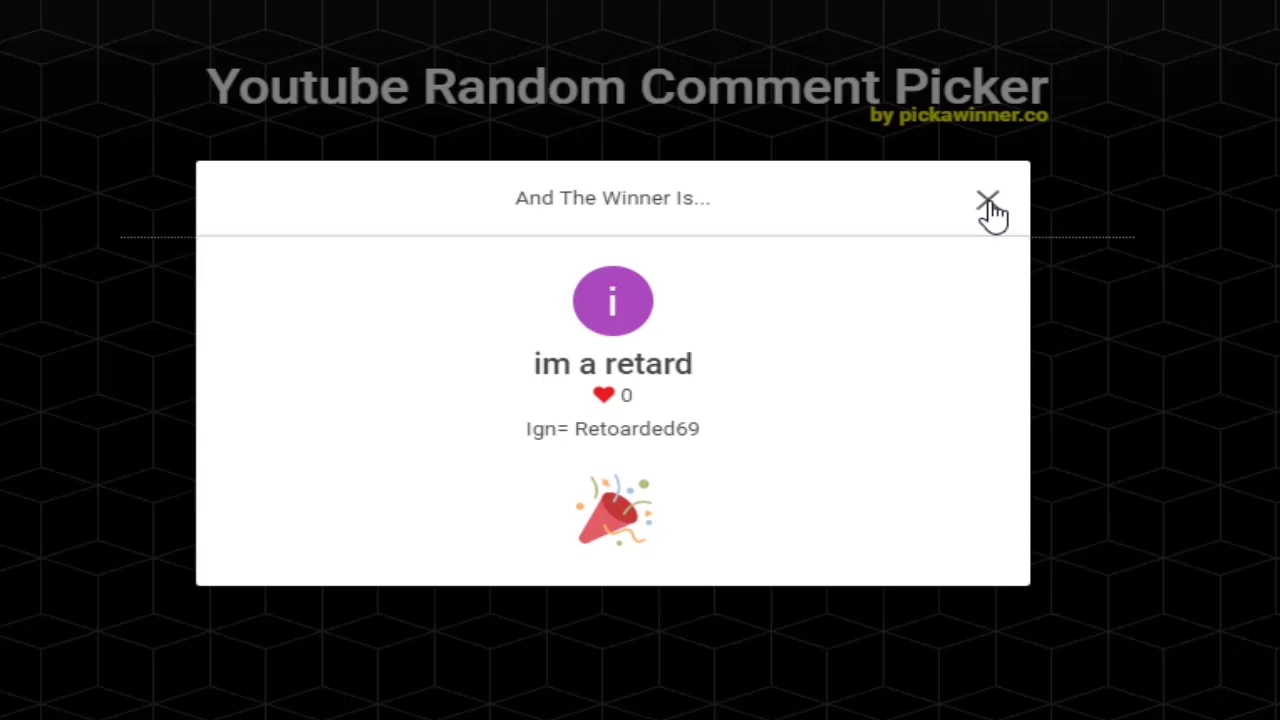 Youtube Random Comment Picker
by pickawinner.co
And The Winner Is...
i
im a retard
0
Ign= Retoarded69